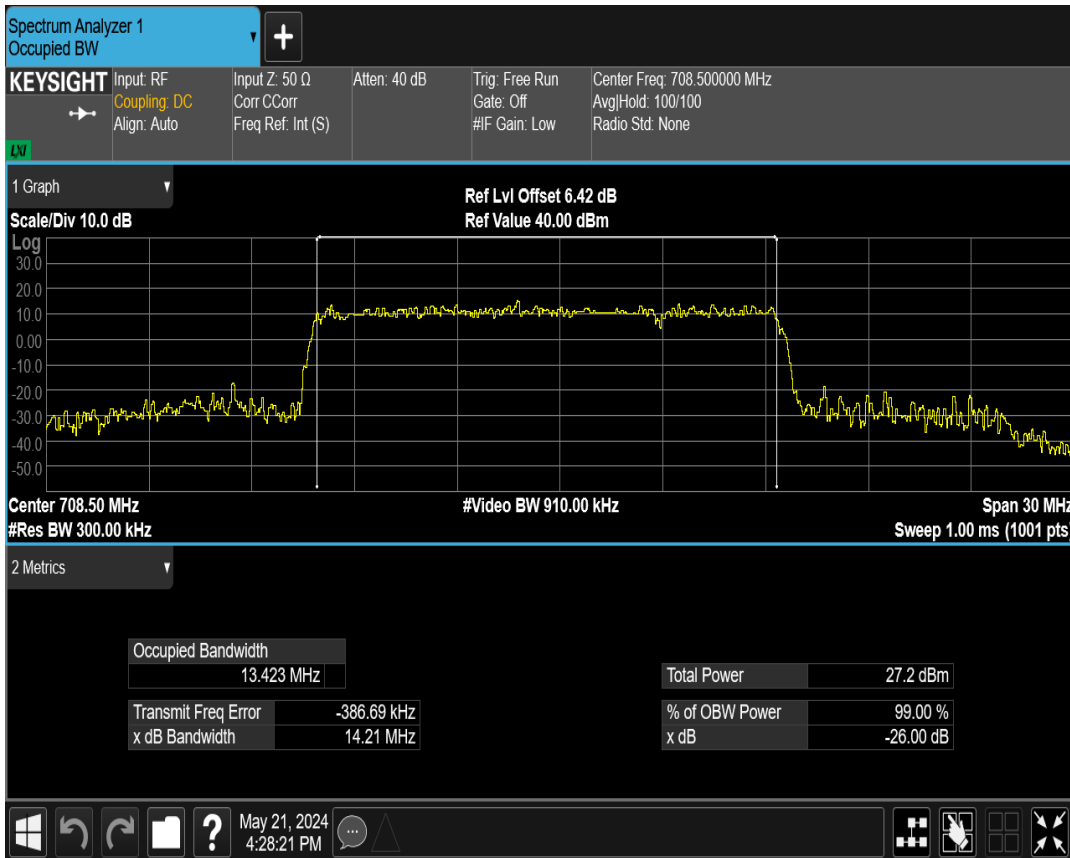 Spectrum Analyzer 1
Occupied BW
+
KEYSIGHT
Input: RF
Coupling: DC
Align: Auto
Input Z: 50 Ω
Corr CCorr
Freq Ref: Int (S)
Atten: 40 dB
Trig: Free Run
Gate: Off
#IF Gain: Low
Center Freq: 708.500000 MHz
Avg|Hold: 100/100
Radio Std: None
LXI
1 Graph
Ref Lvl Offset 6.42 dB
Scale/Div 10.0 dB
Ref Value 40.00 dBm
Log
30.0
20.0
10.0
0.00
-10.0
-20.0
-30.0
-40.0
-50.0
Center 708.50 MHz
#Video BW 910.00 kHz
Span 30 MHz
#Res BW 300.00 kHz
Sweep 1.00 ms (1001 pts)
2 Metrics
Occupied Bandwidth
13.423 MHz
Total Power 27.2 dBm
Transmit Freq Error -386.69 kHz
% of OBW Power 99.00 %
x dB Bandwidth 14.21 MHz
x dB -26.00 dB
?
May 21, 2024
4:28:21 PM